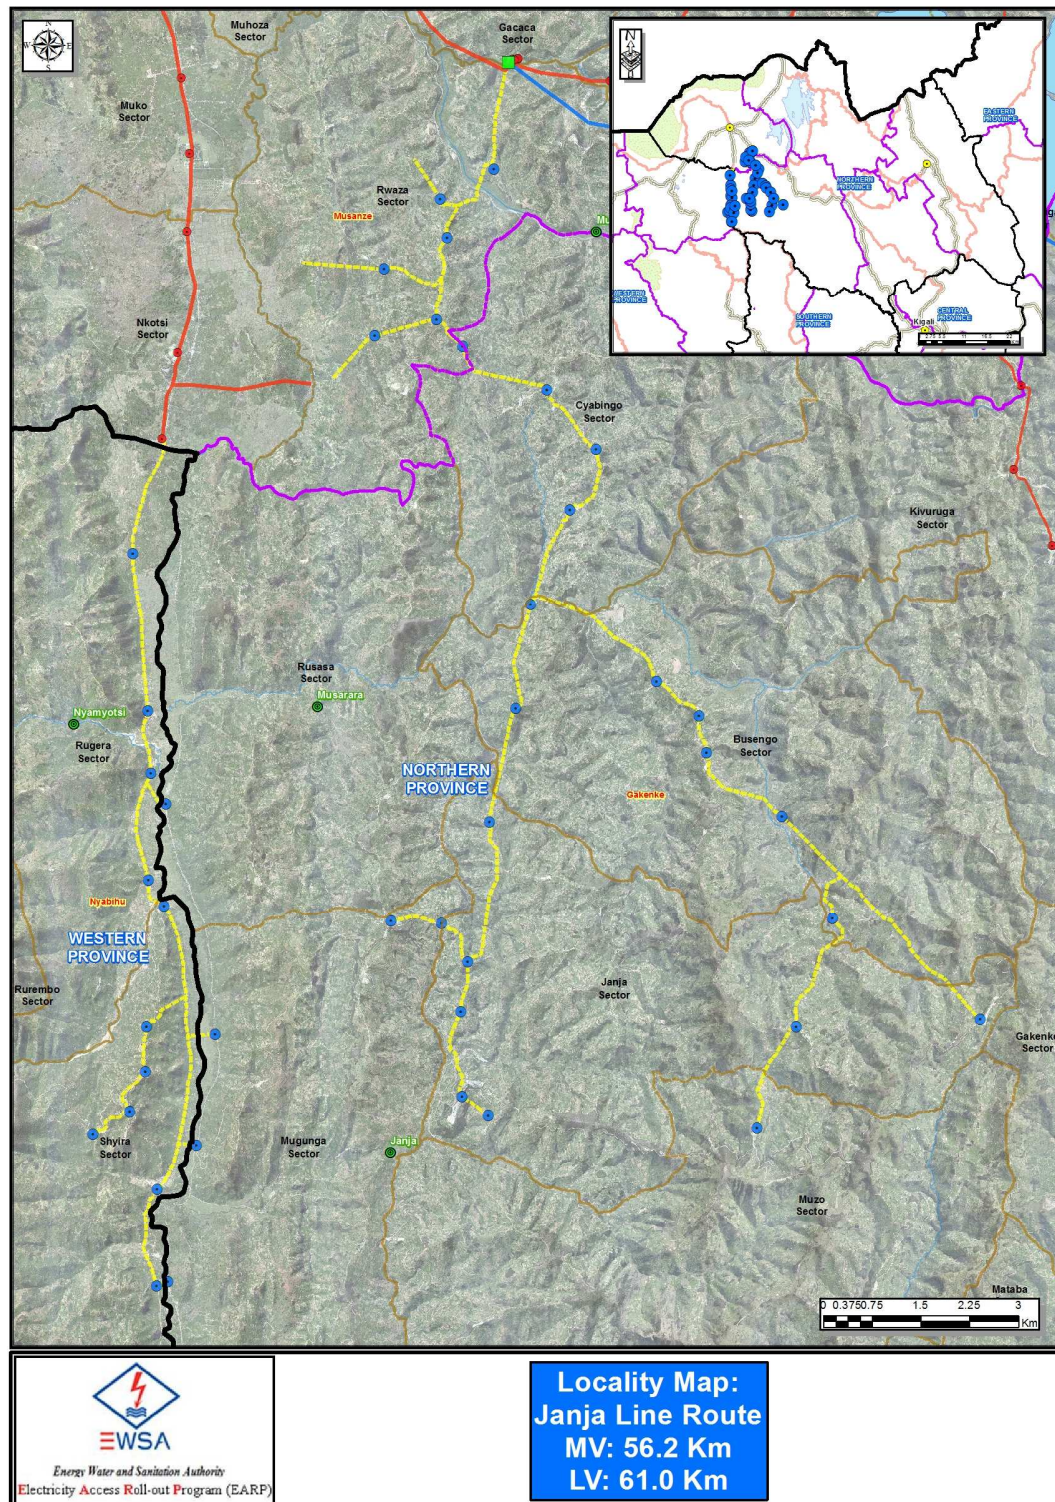 N
W
E
S
Muhoza
Sector
Gacaca
Sector
Muko
Sector
Rwaza
Sector
Musanze
Mu
Nkotsi
Sector
Cyabingo
Sector
Kivuruga
Sector
Rusasa
Sector
Musarara
Nyamyotsi
Rugera
Sector
Busengo
Sector
NORTHERN
PROVINCE
Gakenke
Nyabihu
WESTERN
PROVINCE
Rurembo
Sector
Janja
Sector
Gakenke
Sector
Shyira
Sector
Mugunga
Sector
Janja
Muzo
Sector
Mataba
0 0.375 0.75 1.5 2.25 3
Km
N
EASTERN
PROVINCE
NORTHERN
PROVINCE
WESTERN
PROVINCE
SOUTHERN
PROVINCE
CENTRAL
PROVINCE
Kigali
EWSA
Energy Water and Sanitation Authority
Electricity Access Roll-out Program (EARP)
Locality Map:
Janja Line Route
MV: 56.2 Km
LV: 61.0 Km